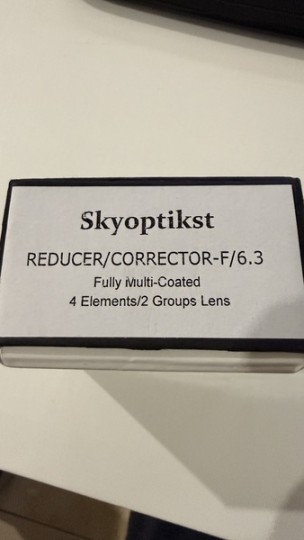 Skyoptikst
REDUCER/CORRECTOR-F/6.3
Fully Multi-Coated
4 Elements/2 Groups Lens